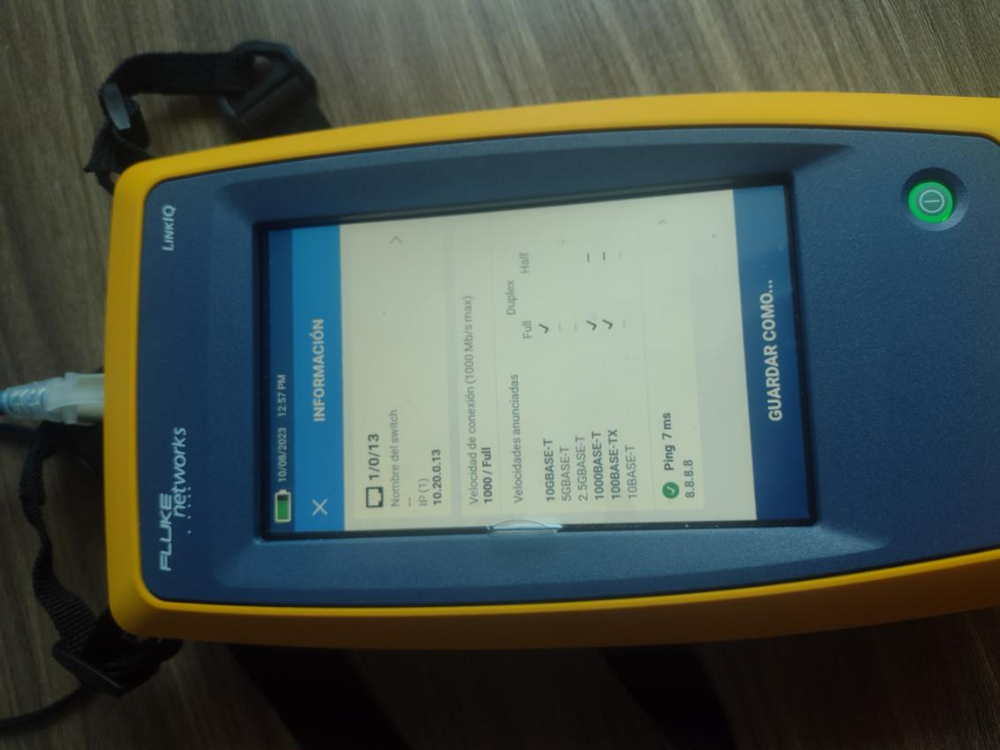 FLUKE
networks
LINKIQ
10/08/2023 12:57 PM
INFORMACIÓN
1/0/13
Nombre del switch
--
IP (1)
10.20.0.13
Velocidad de conexión (1000 Mb/s max)
1000 / Full
Velocidades anunciadas Duplex
Full Half
10GBASE-T
5GBASE-T
2.5GBASE-T
1000BASE-T
100BASE-TX
10BASE-T
Ping 7 ms
8.8.8.8
GUARDAR COMO...